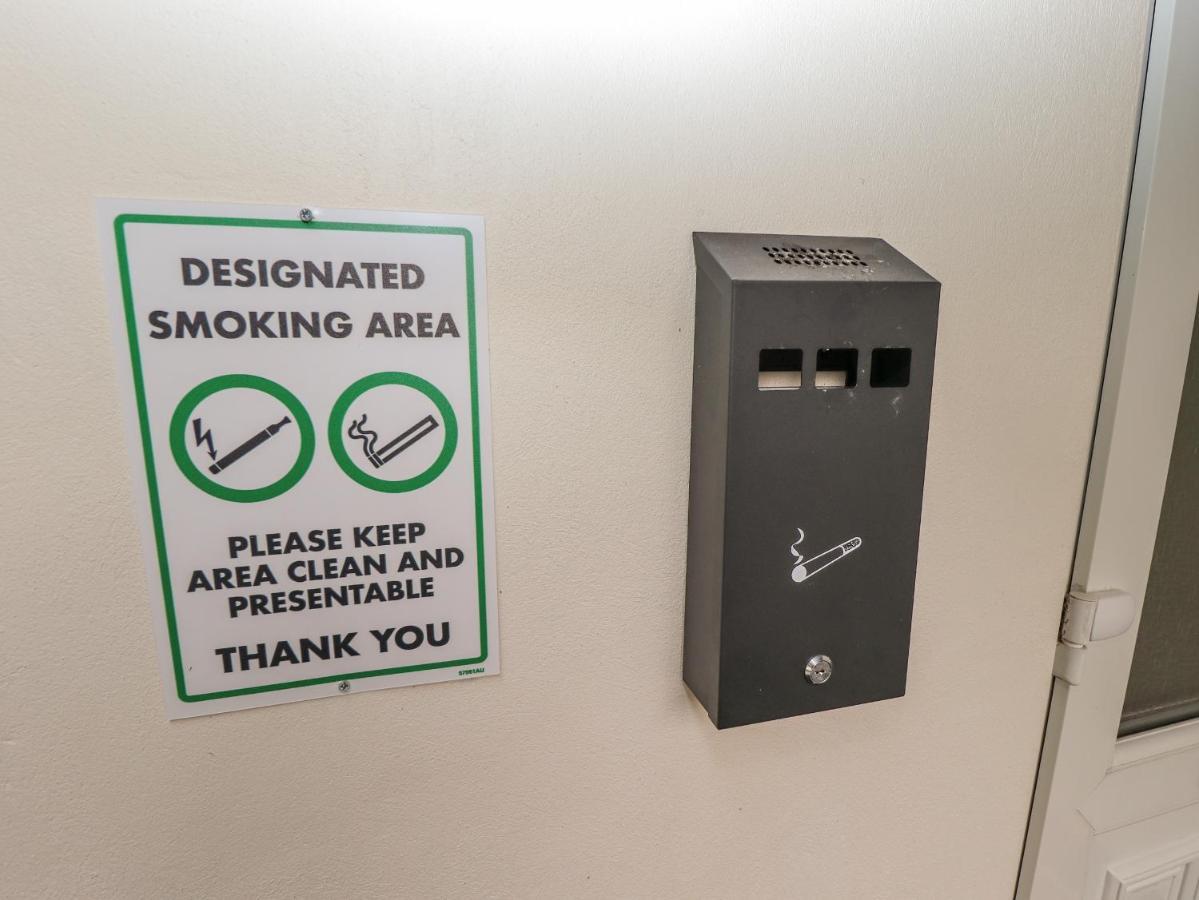 DESIGNATED
SMOKING AREA
PLEASE KEEP
AREA CLEAN AND
PRESENTABLE
THANK YOU